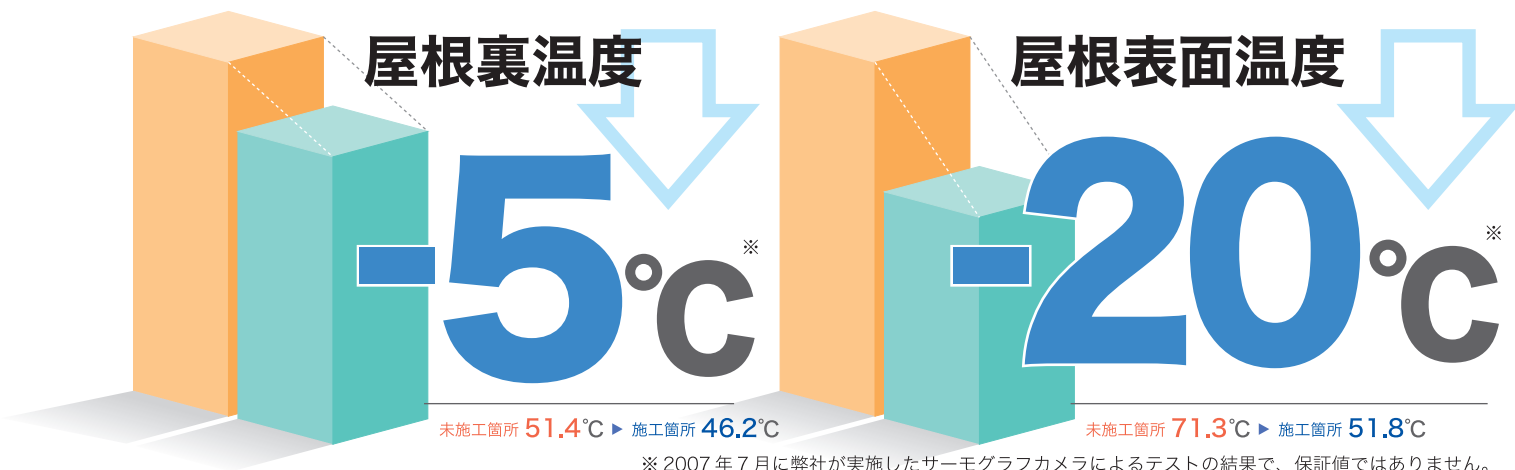 屋根裏温度
-5℃※
未施工箇所 51.4℃ ▶ 施工箇所 46.2℃
屋根表面温度
-20℃※
未施工箇所 71.3℃ ▶ 施工箇所 51.8℃
※2007年7月に弊社が実施したサーモグラフカメラによるテストの結果で、保証値ではありません。